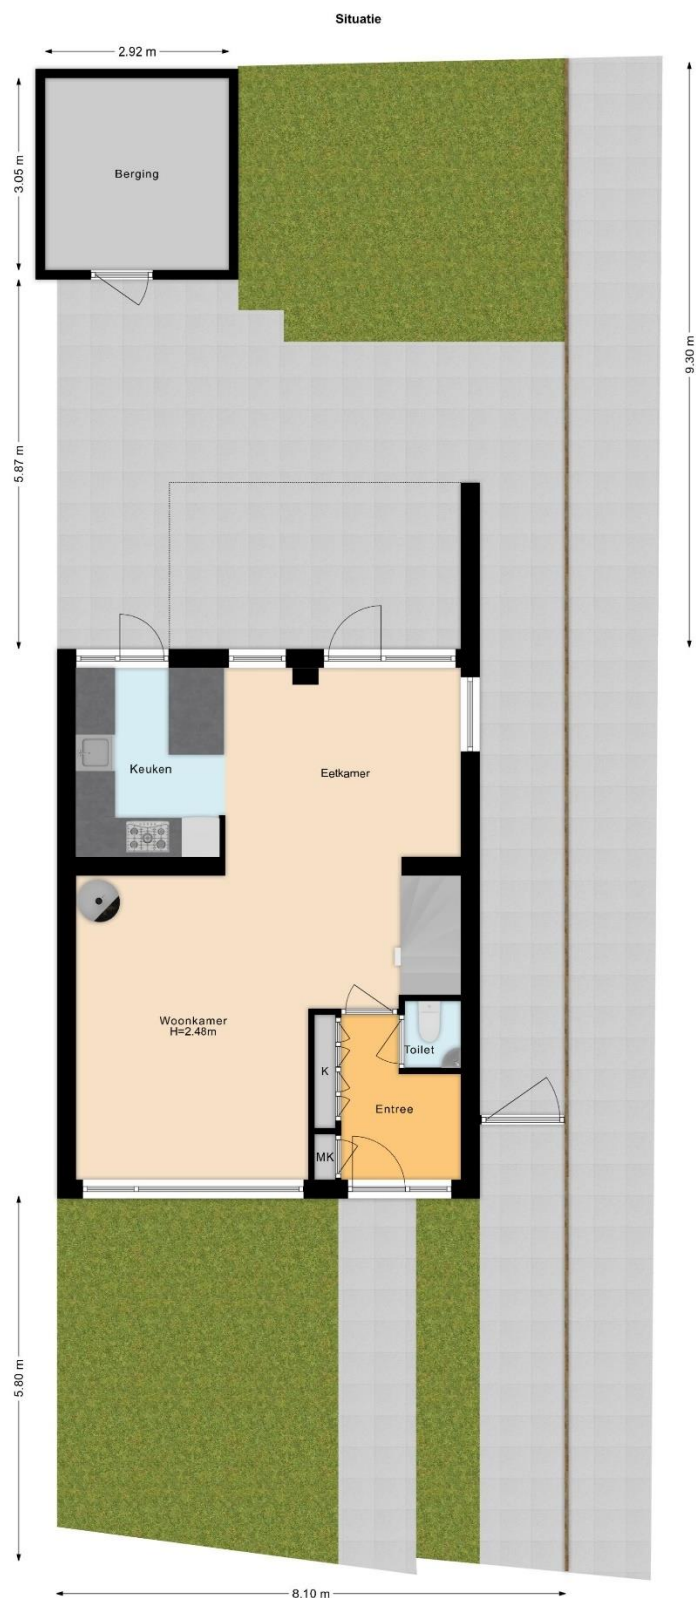 Situatie
2.92 m
3.05 m
Berging
9.30 m
5.87 m
Keuken
Eetkamer
Woonkamer
H=2.48m
Toilet
K
Entree
MK
5.80 m
8.10 m